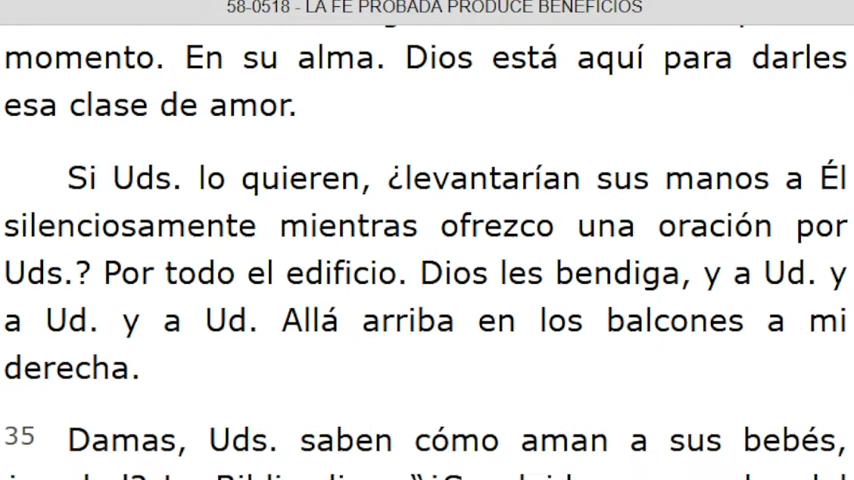 58-0518 - LA FE PROBADA PRODUCE BENEFICIOS
momento. En su alma. Dios está aquí para darles
esa clase de amor.
Si Uds. lo quieren, ¿levantarían sus manos a Él
silenciosamente mientras ofrezco una oración por
Uds.? Por todo el edificio. Dios les bendiga, y a Ud. y
a Ud. y a Ud. Allá arriba en los balcones a mi
derecha.
35 Damas, Uds. saben cómo aman a sus bebés,